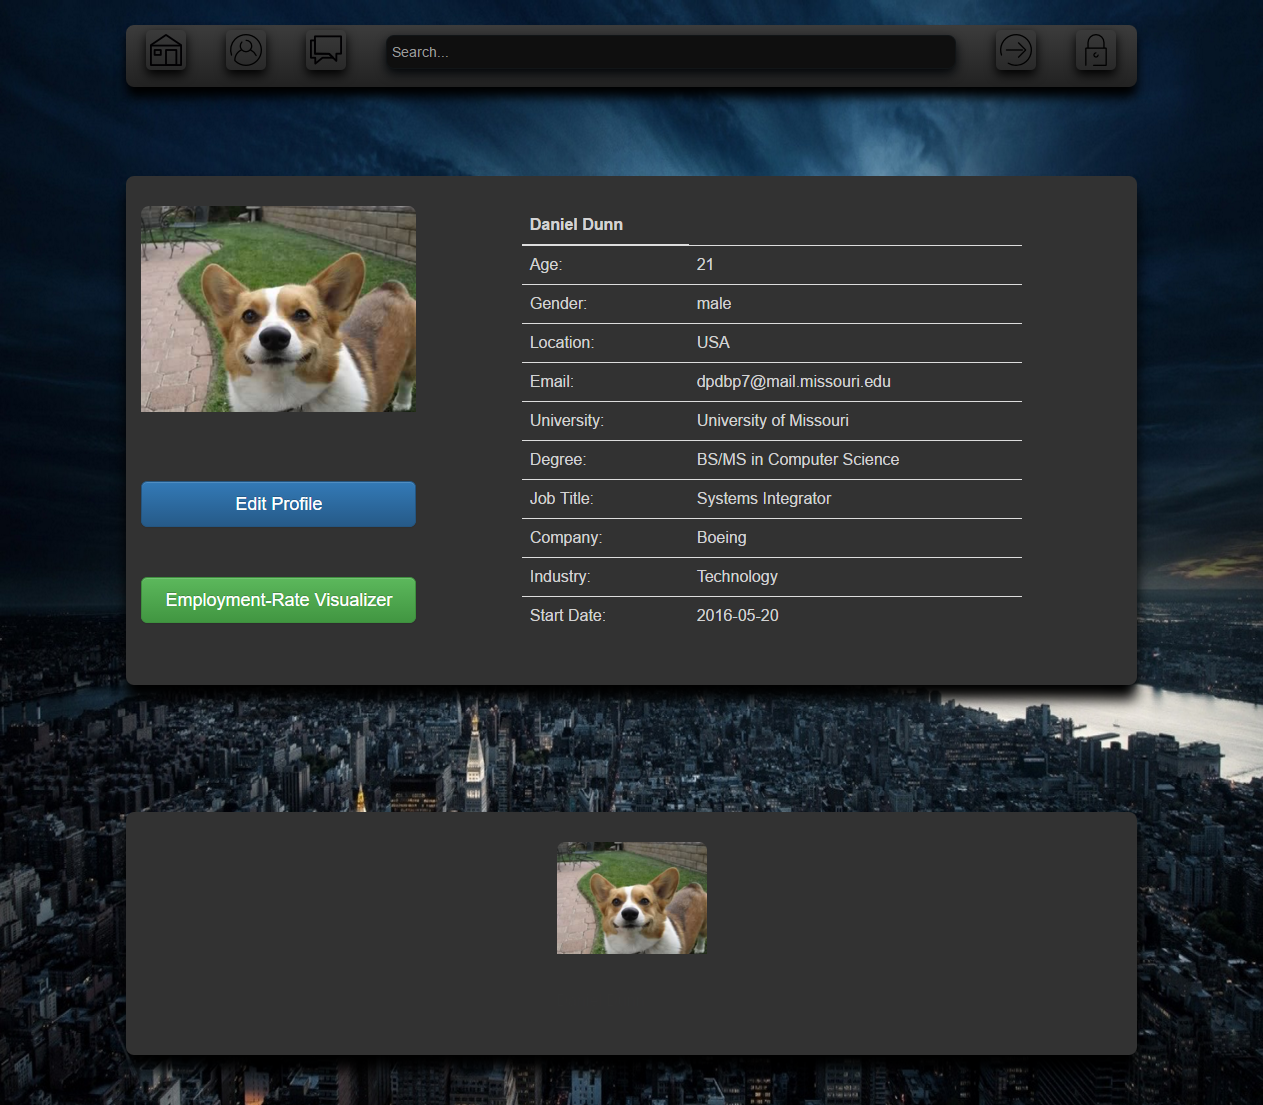 Search...
Daniel Dunn
Age: 21
Gender: male
Location: USA
Email: dpdbp7@mail.missouri.edu
University: University of Missouri
Degree: BS/MS in Computer Science
Job Title: Systems Integrator
Company: Boeing
Industry: Technology
Start Date: 2016-05-20
Edit Profile
Employment-Rate Visualizer